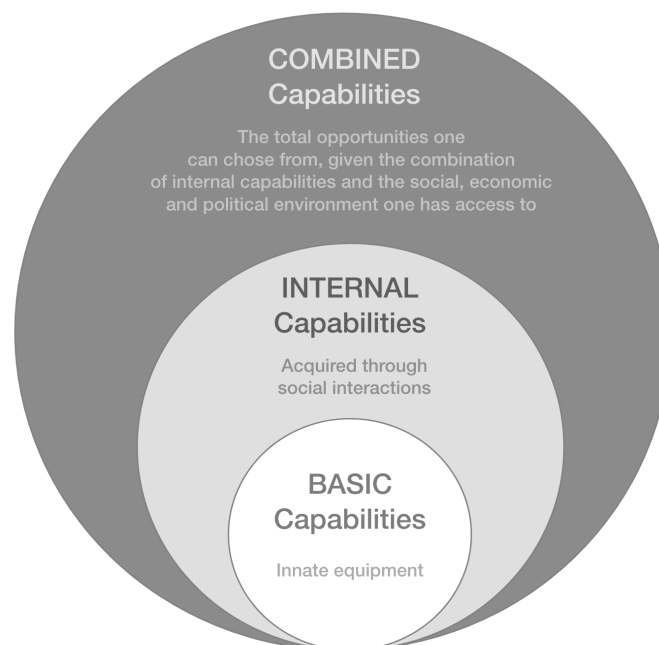 COMBINED
Capabilities
The total opportunities one
can chose from, given the combination
of internal capabilities and the social, economic
and political environment one has access to
INTERNAL
Capabilities
Acquired through
social interactions
BASIC
Capabilities
Innate equipment